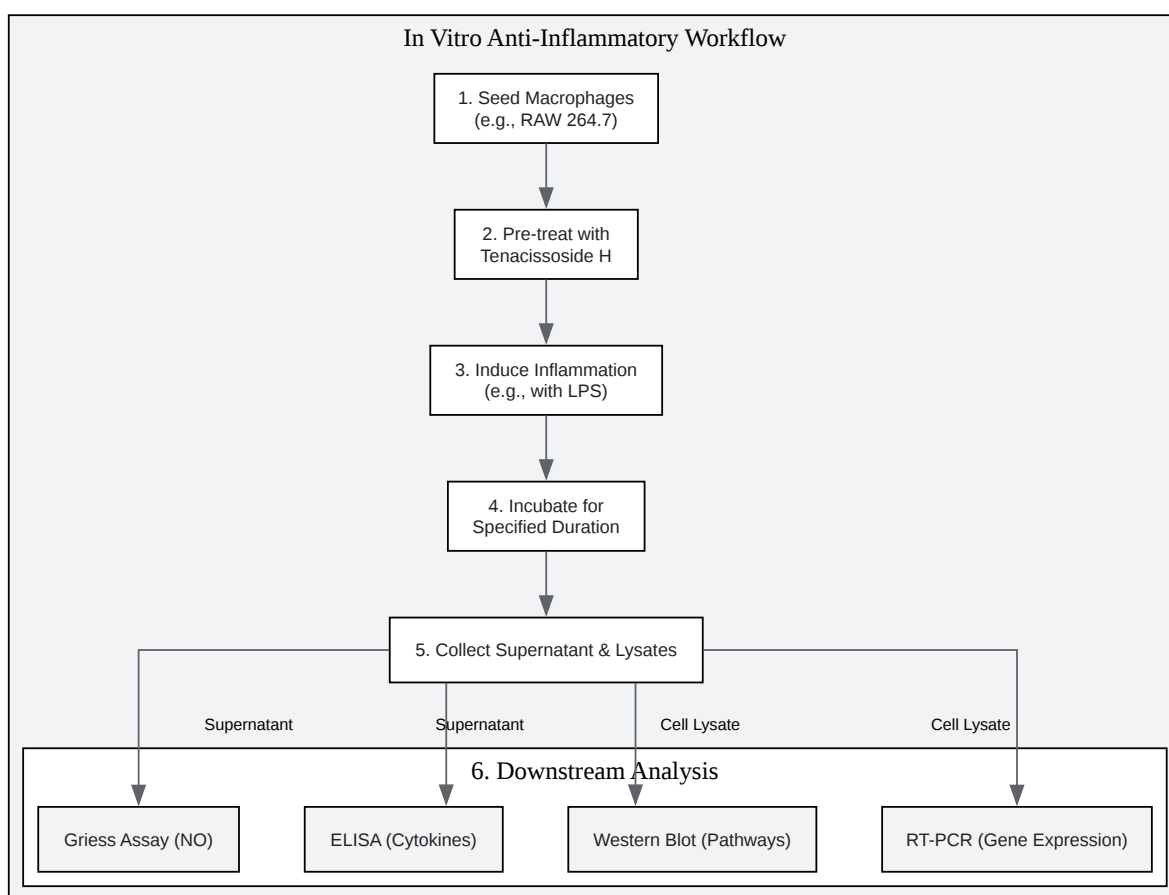 In Vitro Anti-Inflammatory Workflow
1. Seed Macrophages
(e.g., RAW 264.7)
2. Pre-treat with
Tenacissoside H
3. Induce Inflammation
(e.g., with LPS)
4. Incubate for
Specified Duration
5. Collect Supernatant & Lysates
Supernatant
Supernatant
Cell Lysate
Cell Lysate
6. Downstream Analysis
Griess Assay (NO)
ELISA (Cytokines)
Western Blot (Pathways)
RT-PCR (Gene Expression)